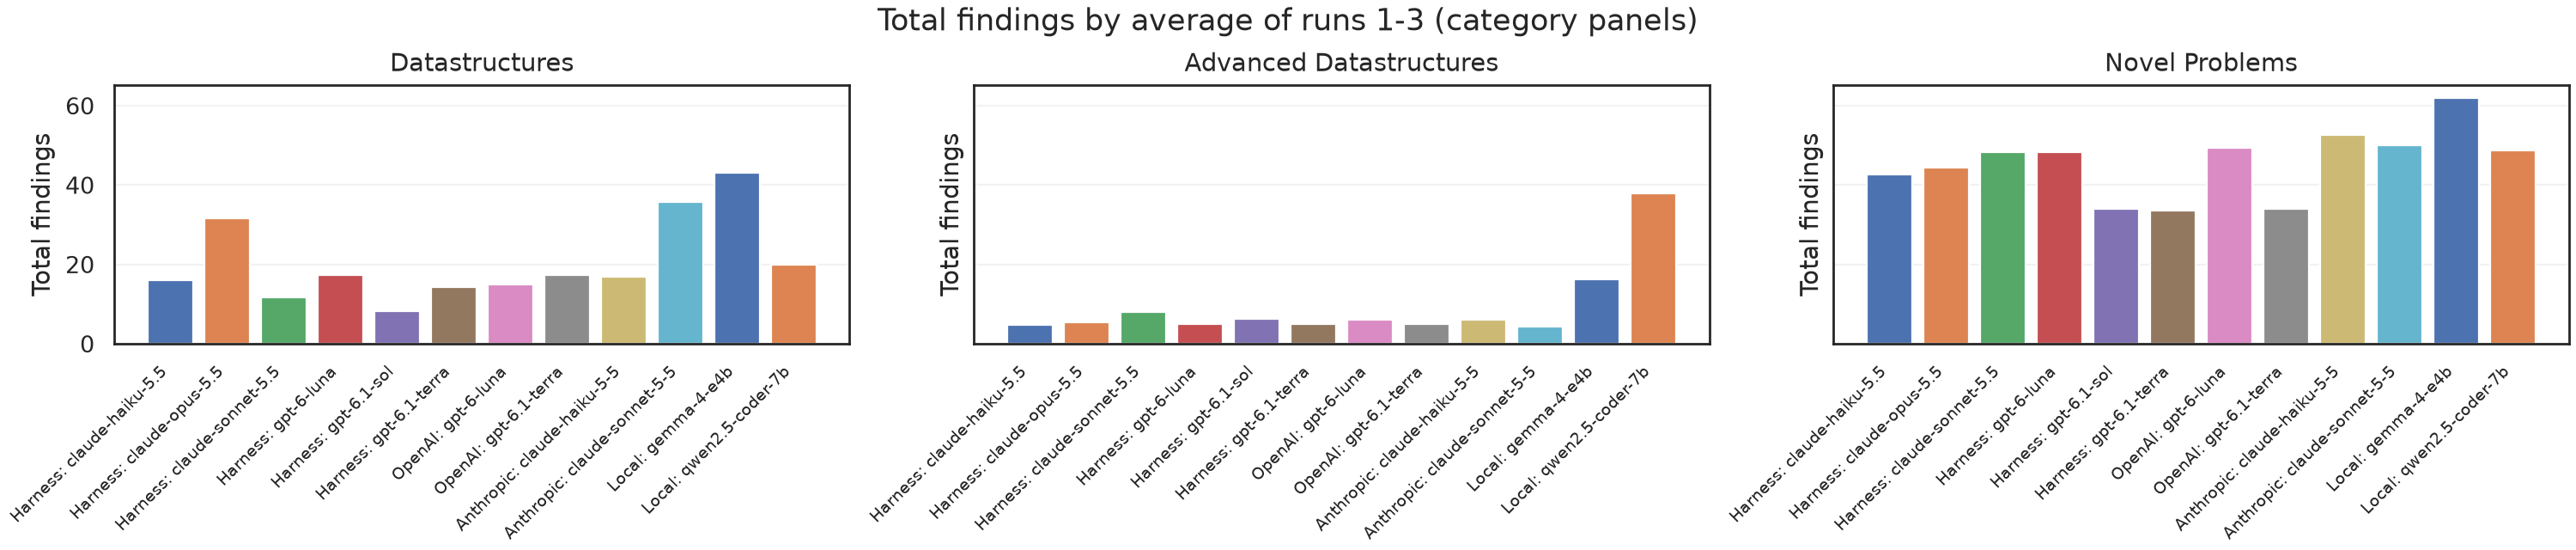 Total findings by average of runs 1-3 (category panels)
Datastructures
Total findings
60
40
20
0
Harness: claude-haiku-5.5
Harness: claude-opus-5.5
Harness: claude-sonnet-5.5
Harness: gpt-6-luna
Harness: gpt-6.1-sol
Harness: gpt-6.1-terra
OpenAI: gpt-6-luna
OpenAI: gpt-6.1-terra
Anthropic: claude-haiku-5-5
Anthropic: claude-sonnet-5-5
Local: gemma-4-e4b
Local: qwen2.5-coder-7b
Advanced Datastructures
Total findings
Harness: claude-haiku-5.5
Harness: claude-opus-5.5
Harness: claude-sonnet-5.5
Harness: gpt-6-luna
Harness: gpt-6.1-sol
Harness: gpt-6.1-terra
OpenAI: gpt-6-luna
OpenAI: gpt-6.1-terra
Anthropic: claude-haiku-5-5
Anthropic: claude-sonnet-5-5
Local: gemma-4-e4b
Local: qwen2.5-coder-7b
Novel Problems
Total findings
Harness: claude-haiku-5.5
Harness: claude-opus-5.5
Harness: claude-sonnet-5.5
Harness: gpt-6-luna
Harness: gpt-6.1-sol
Harness: gpt-6.1-terra
OpenAI: gpt-6-luna
OpenAI: gpt-6.1-terra
Anthropic: claude-haiku-5-5
Anthropic: claude-sonnet-5-5
Local: gemma-4-e4b
Local: qwen2.5-coder-7b